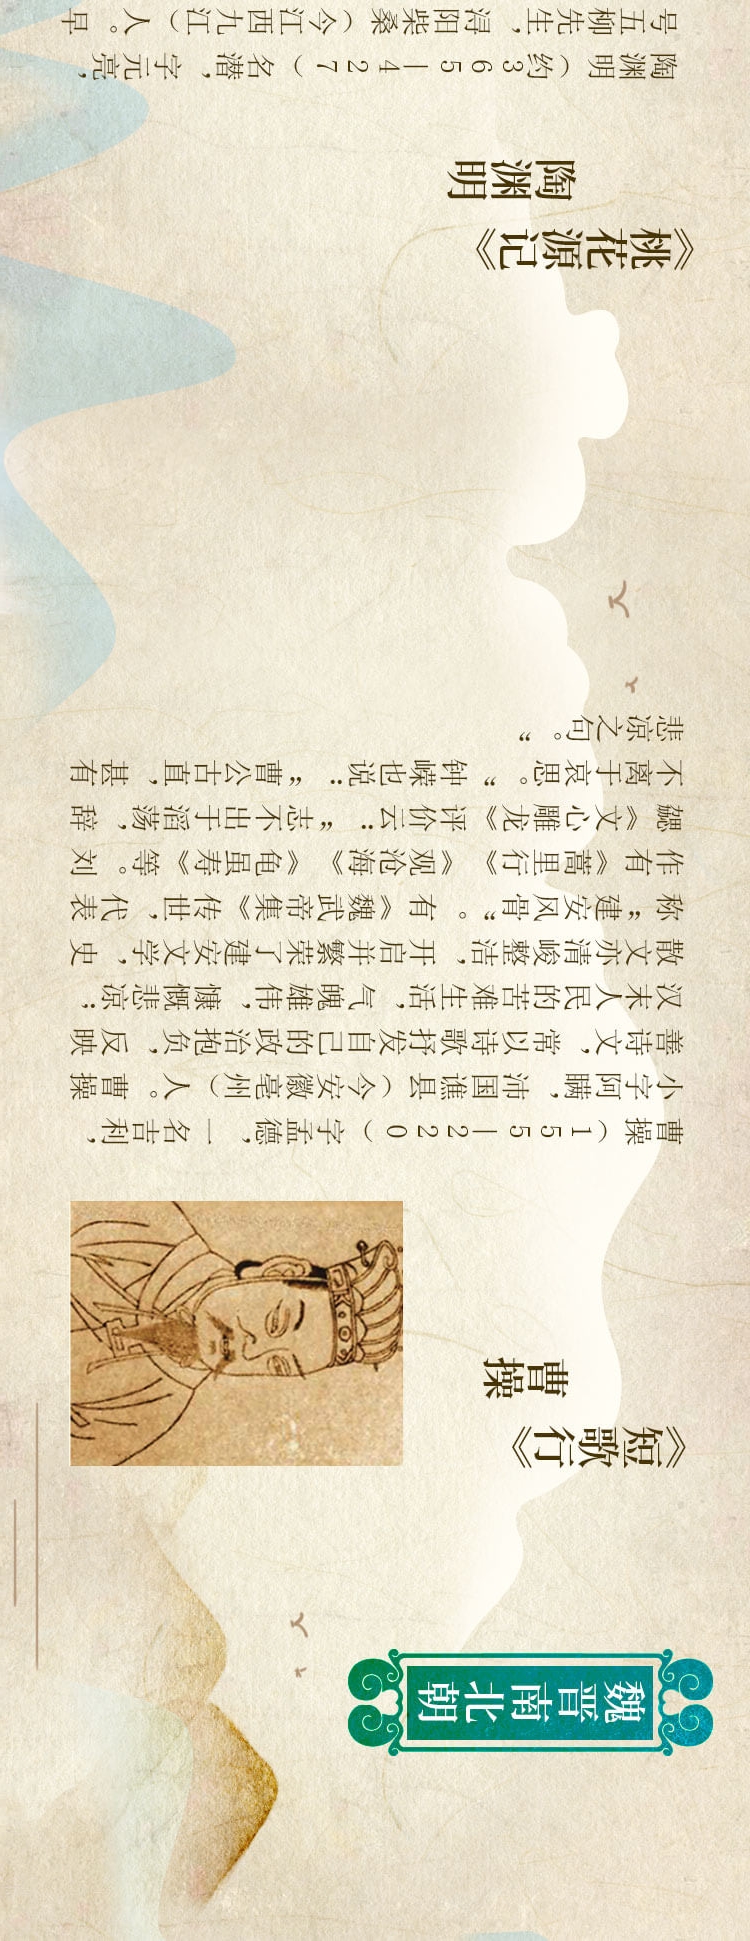 魏晋南北朝
《短歌行》
曹操
曹操（155—220）字孟德，一名吉利，
小字阿瞒，沛国谯县（今安徽亳州）人。曹操
善诗文，常以诗歌抒发自己的政治抱负，反映
汉末人民的苦难生活，气魄雄伟，慷慨悲凉；
散文亦清峻整洁，开启并繁荣了建安文学，史
称“建安风骨”。有《魏武帝集》传世，代表
作有《蒿里行》《观沧海》《龟虽寿》等。刘
勰《文心雕龙》评价云：“志不出于滔荡，辞
不离于哀思。”钟嵘也说：“曹公古直，甚有
悲凉之句。”
《桃花源记》
陶渊明
陶渊明（约365—427）名潜，字元亮，
号五柳先生，浔阳柴桑（今江西九江）人。早